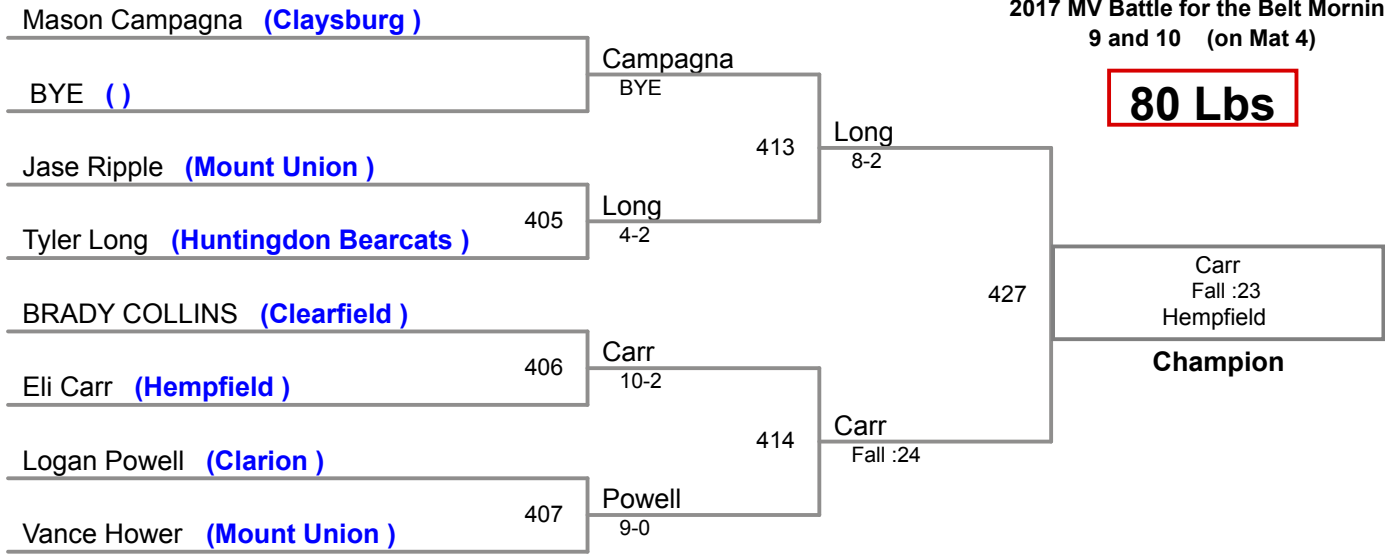 2017 MV Battle for the Belt Mornin
9 and 10 (on Mat 4)
80 Lbs
Mason Campagna (Claysburg )
BYE ( )
Campagna
BYE
Jase Ripple (Mount Union )
Tyler Long (Huntingdon Bearcats )
405
Long
4-2
413
Long
8-2
BRADY COLLINS (Clearfield )
Eli Carr (Hempfield )
406
Carr
10-2
Logan Powell (Clarion )
Vance Hower (Mount Union )
407
Powell
9-0
414
Carr
Fall :24
427
Carr
Fall :23
Hempfield
Champion